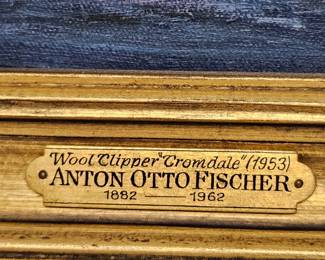 Wool Clipper "Cromdale" (1953)
ANTON OTTO FISCHER
1882 — 1962